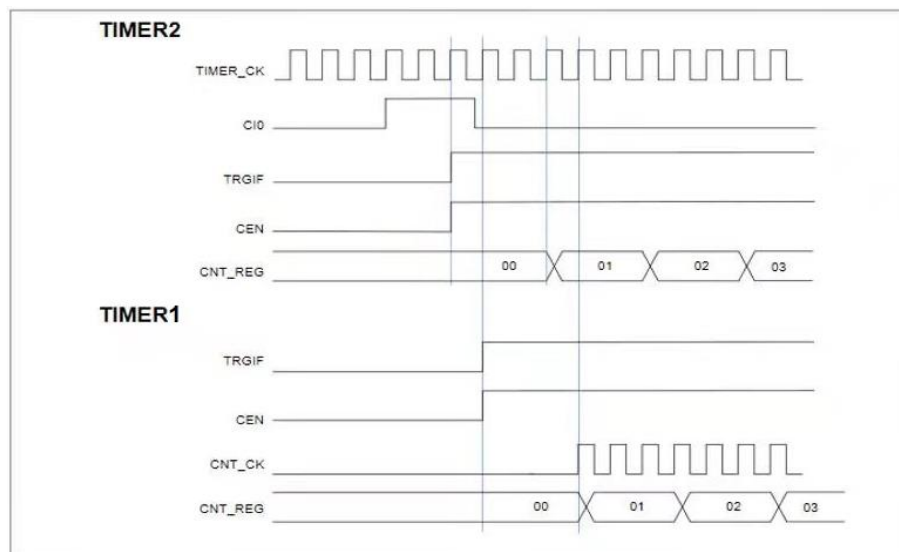 TIMER2
TIMER_CK
CI0
TRGIF
CEN
CNT_REG 00 01 02 03
TIMER1
TRGIF
CEN
CNT_CK
CNT_REG 00 01 02 03